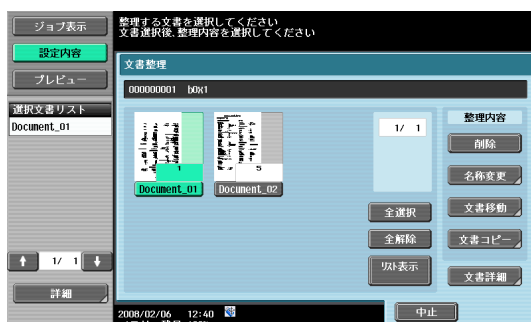 ジョブ表示
設定内容
プレビュー
選択文書リスト
Document_01
1/ 1
詳細
整理する文書を選択してください
文書選択後、整理内容を選択してください
文書整理
000000001 b0x1
1
5
Document_01
Document_02
1/ 1
全選択
全解除
リスト表示
整理内容
削除
名称変更
文書移動
文書コピー
文書詳細
2008/02/06 12:40
中止